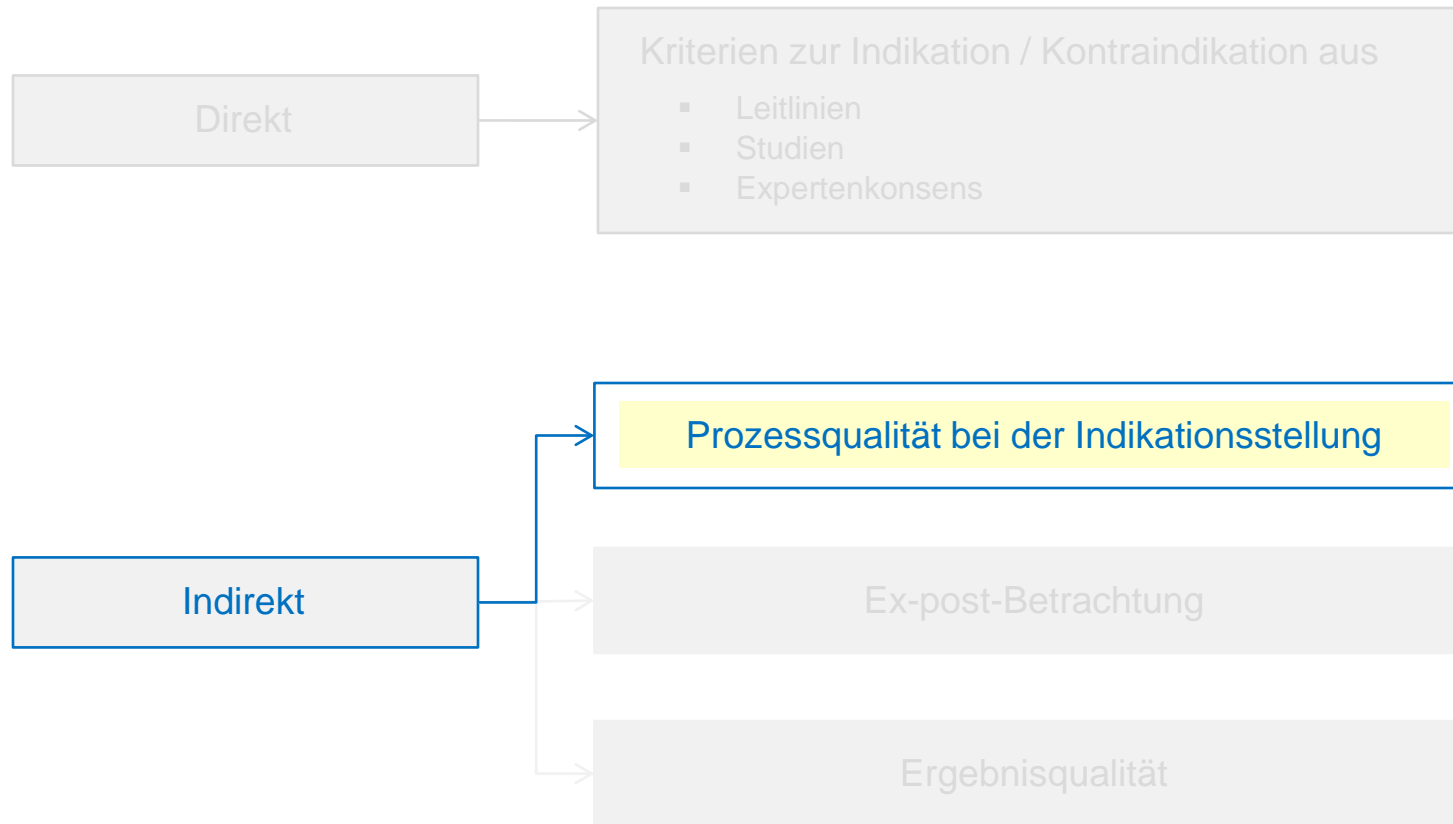 Direkt
Kriterien zur Indikation / Kontraindikation aus
▪ Leitlinien
▪ Studien
▪ Expertenkonsens
Prozessqualität bei der Indikationsstellung
Indirekt
Ex-post-Betrachtung
Ergebnisqualität